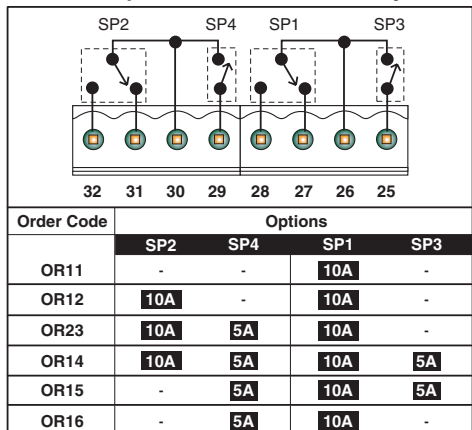 SP2 SP4 SP1 SP3
32 31 30 29 28 27 26 25
Order Code Options
SP2 SP4 SP1 SP3
OR11 - - 10A -
OR12 10A - 10A -
OR23 10A 5A 10A -
OR14 10A 5A 10A 5A
OR15 - 5A 10A 5A
OR16 - 5A 10A -